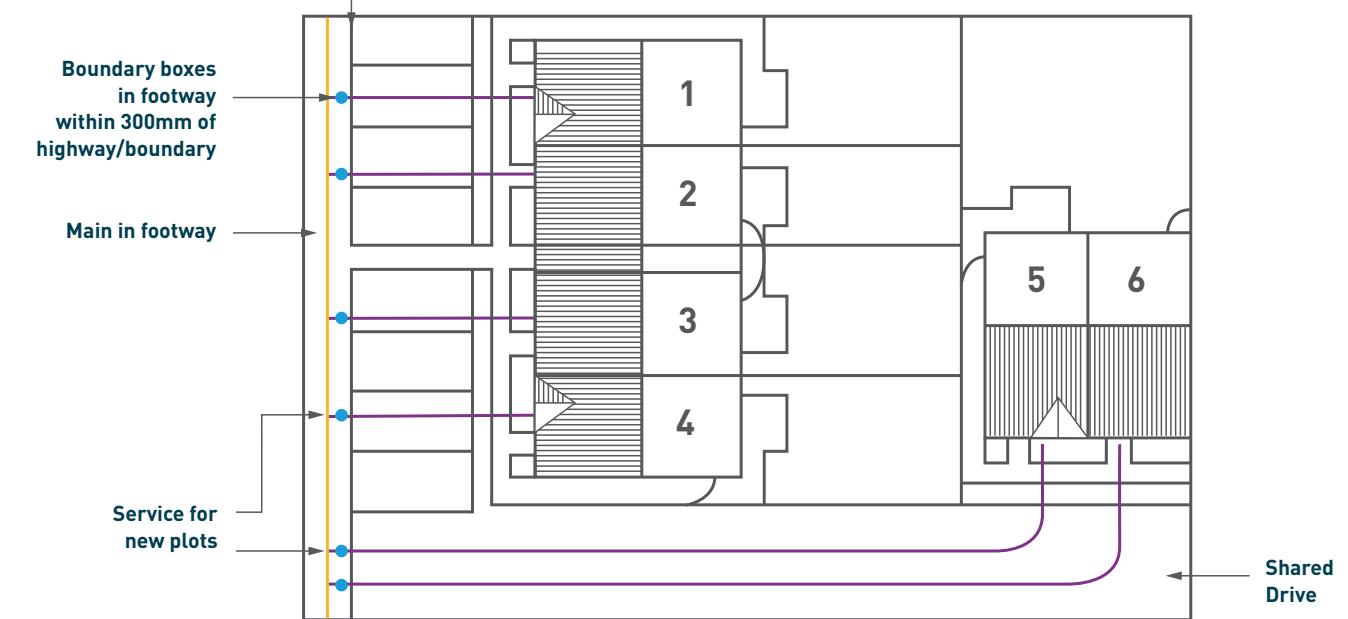 Boundary boxes
in footway
within 300mm of
highway/boundary
Main in footway
Service for
new plots
1
2
3
4
5
6
Shared
Drive